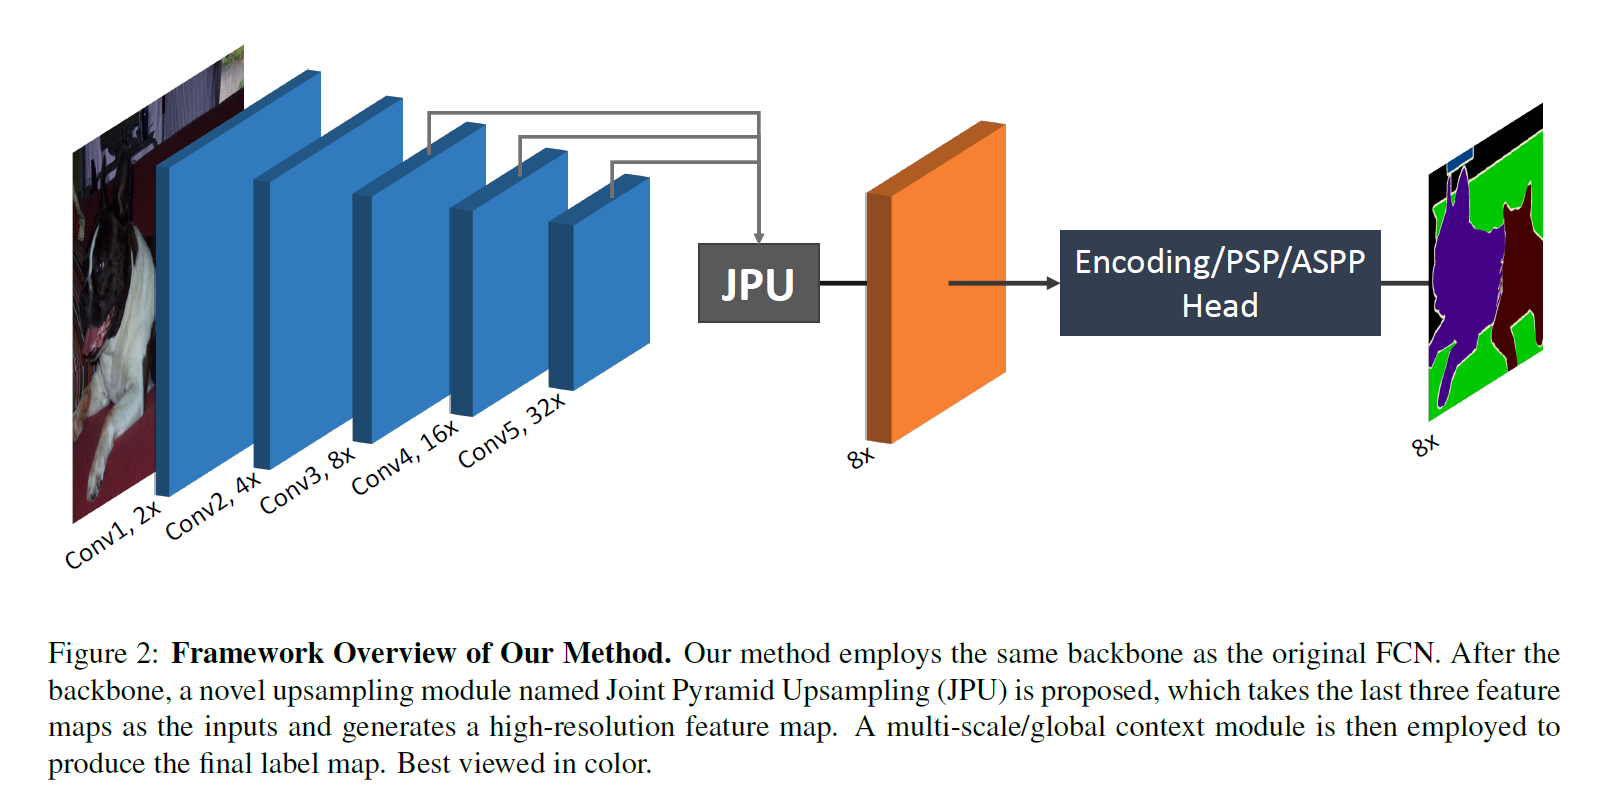 JPU
Encoding/PSP/ASPP
Head
Conv1, 2x
Conv2, 4x
Conv3, 8x
Conv4, 16x
Conv5, 32x
8x
8x
Figure 2: Framework Overview of Our Method. Our method employs the same backbone as the original FCN. After the
backbone, a novel upsampling module named Joint Pyramid Upsampling (JPU) is proposed, which takes the last three feature
maps as the inputs and generates a high-resolution feature map. A multi-scale/global context module is then employed to
produce the final label map. Best viewed in color.